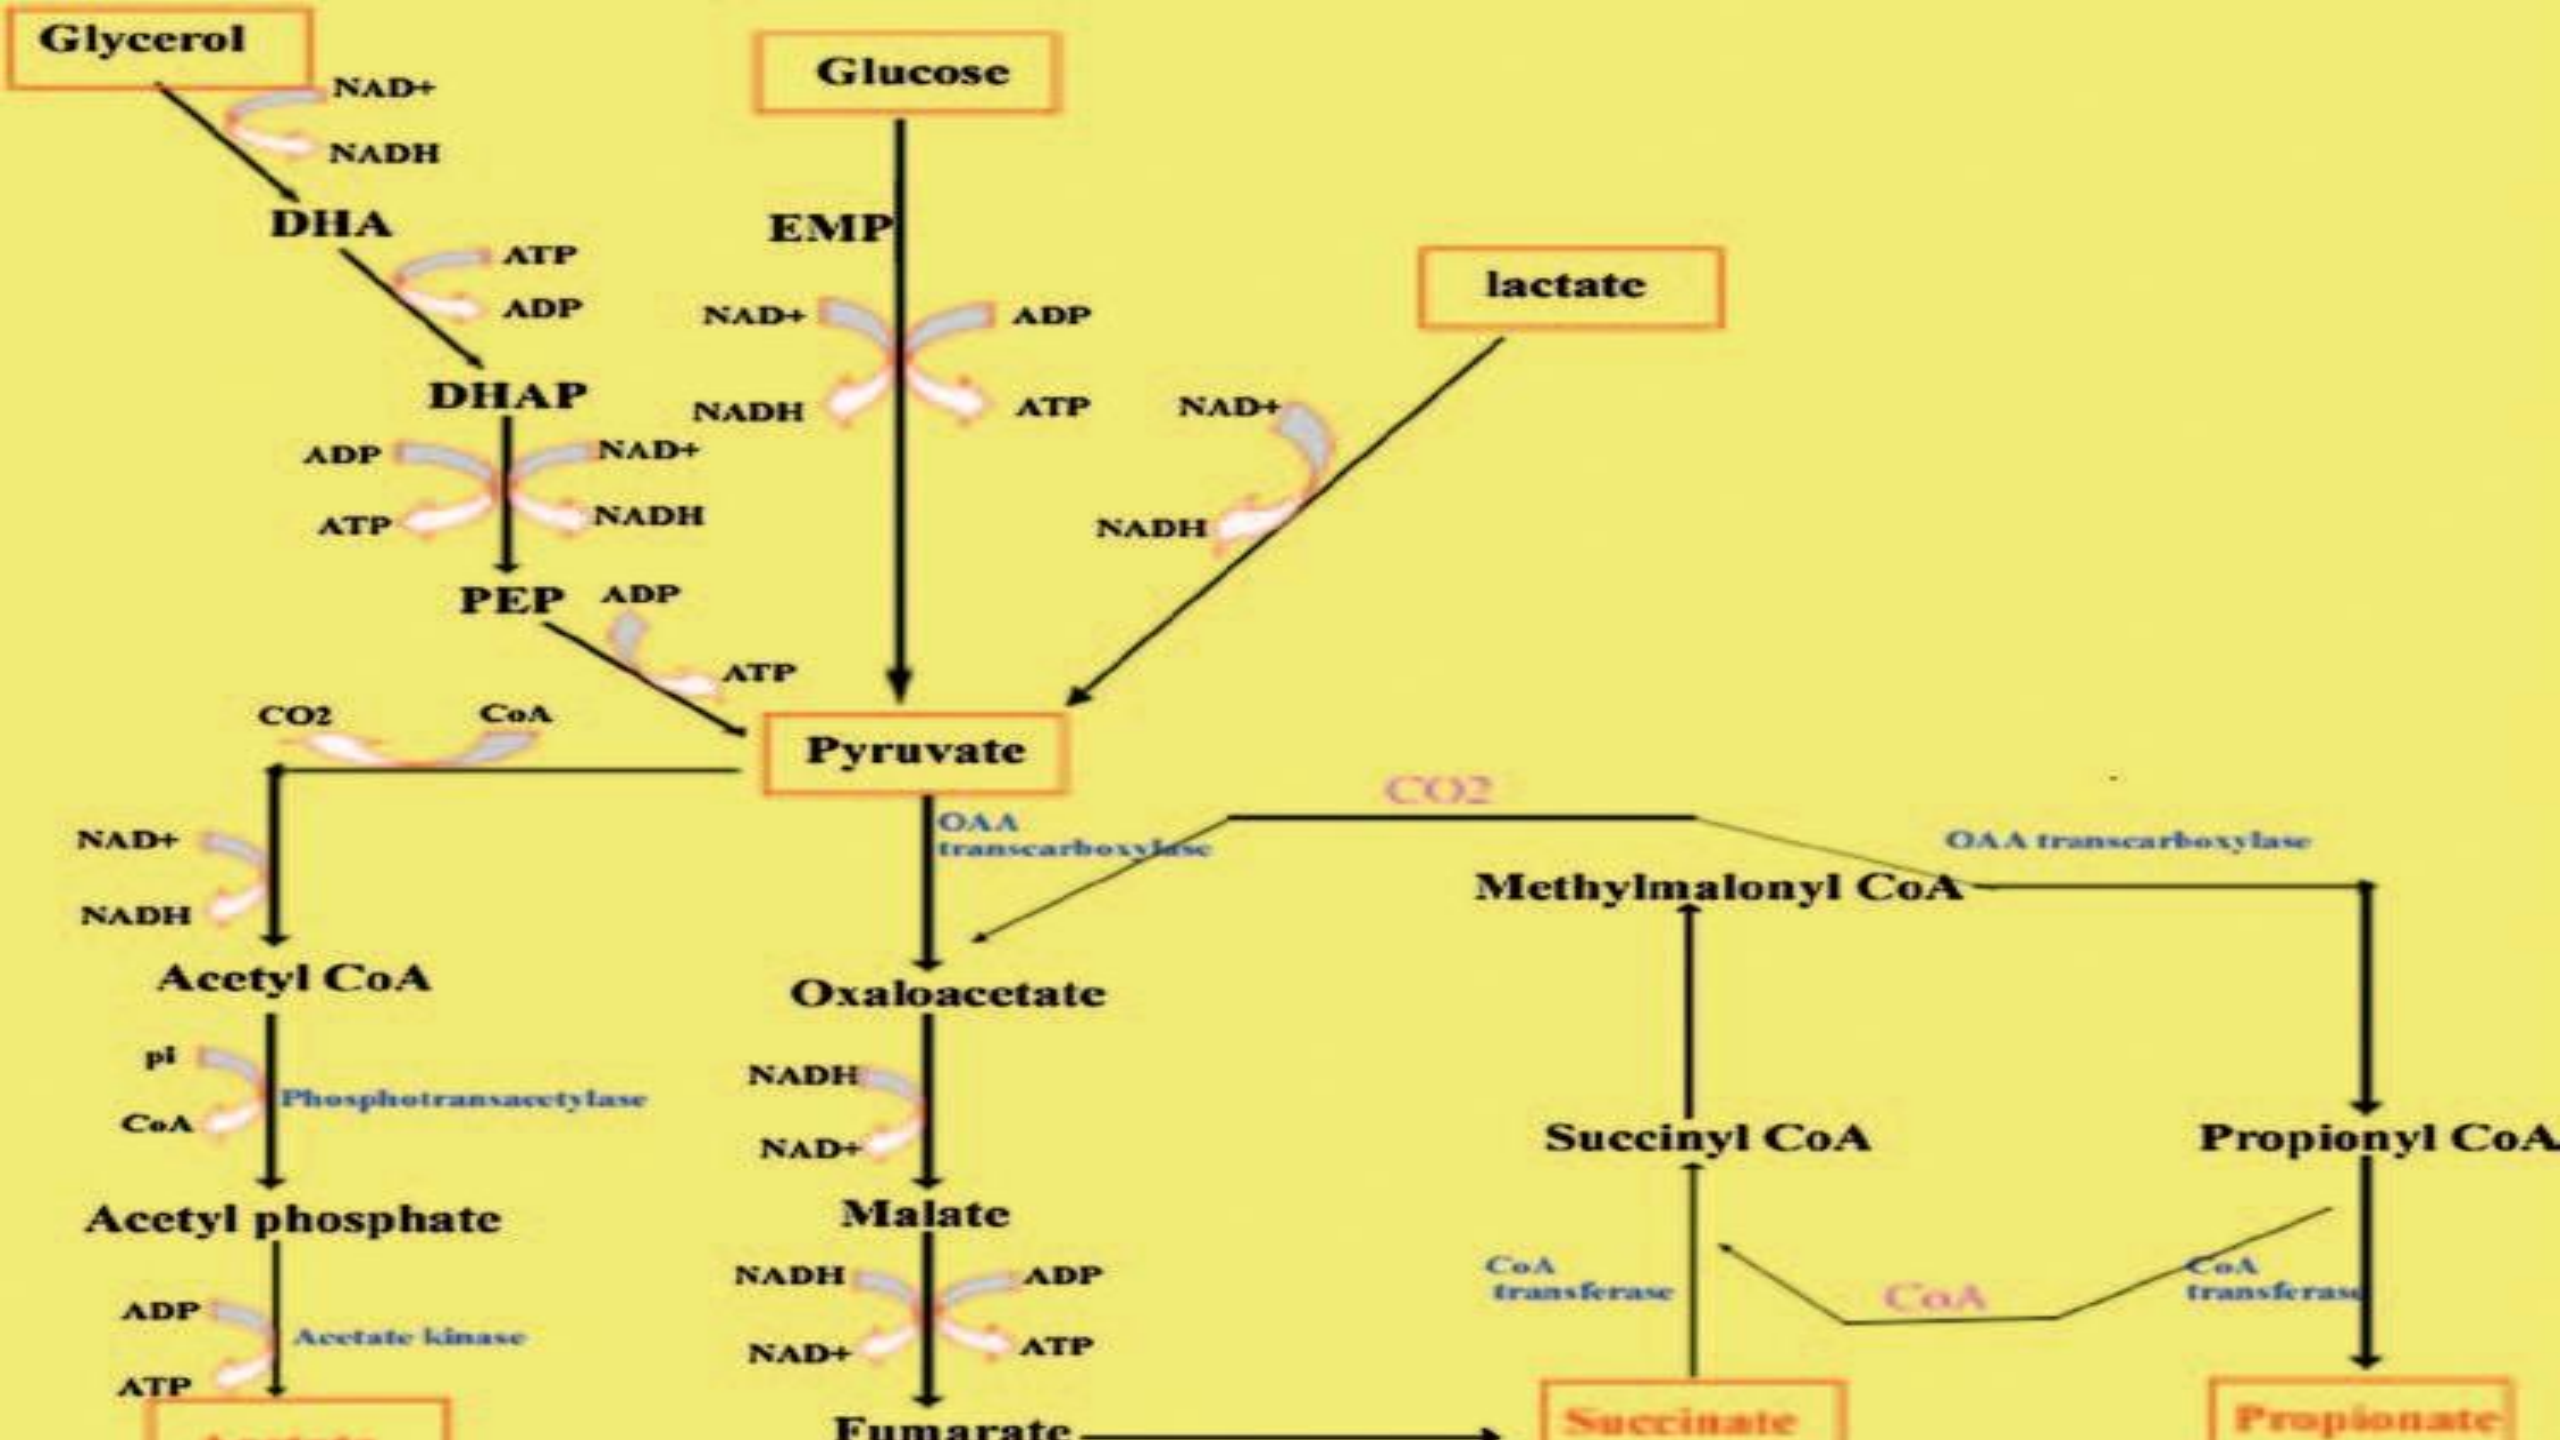 Glycerol
NAD+
Glucose
NADH
DHA
EMP
ATP
ADP
lactate
NAD+
ADP
DHAP
NADH
ATP
NAD+
ADP
NAD+
ATP
NADH
NADH
PEP
ADP
ATP
CO2
CoA
Pyruvate
CO2
OAA
transcarboxylase
NAD+
OAA transcarboxylase
Methylmalonyl CoA
NADH
Acetyl CoA
Oxaloacetate
pi
NADH
Phosphotransacetylase
CoA
NAD+
Succinyl CoA
Propionyl CoA
Acetyl phosphate
Malate
NADH
ADP
CoA
transferase
CoA
CoA
transferase
ADP
Acetate kinase
NAD+
ATP
ATP
Fumarate
Succinate
Propionate